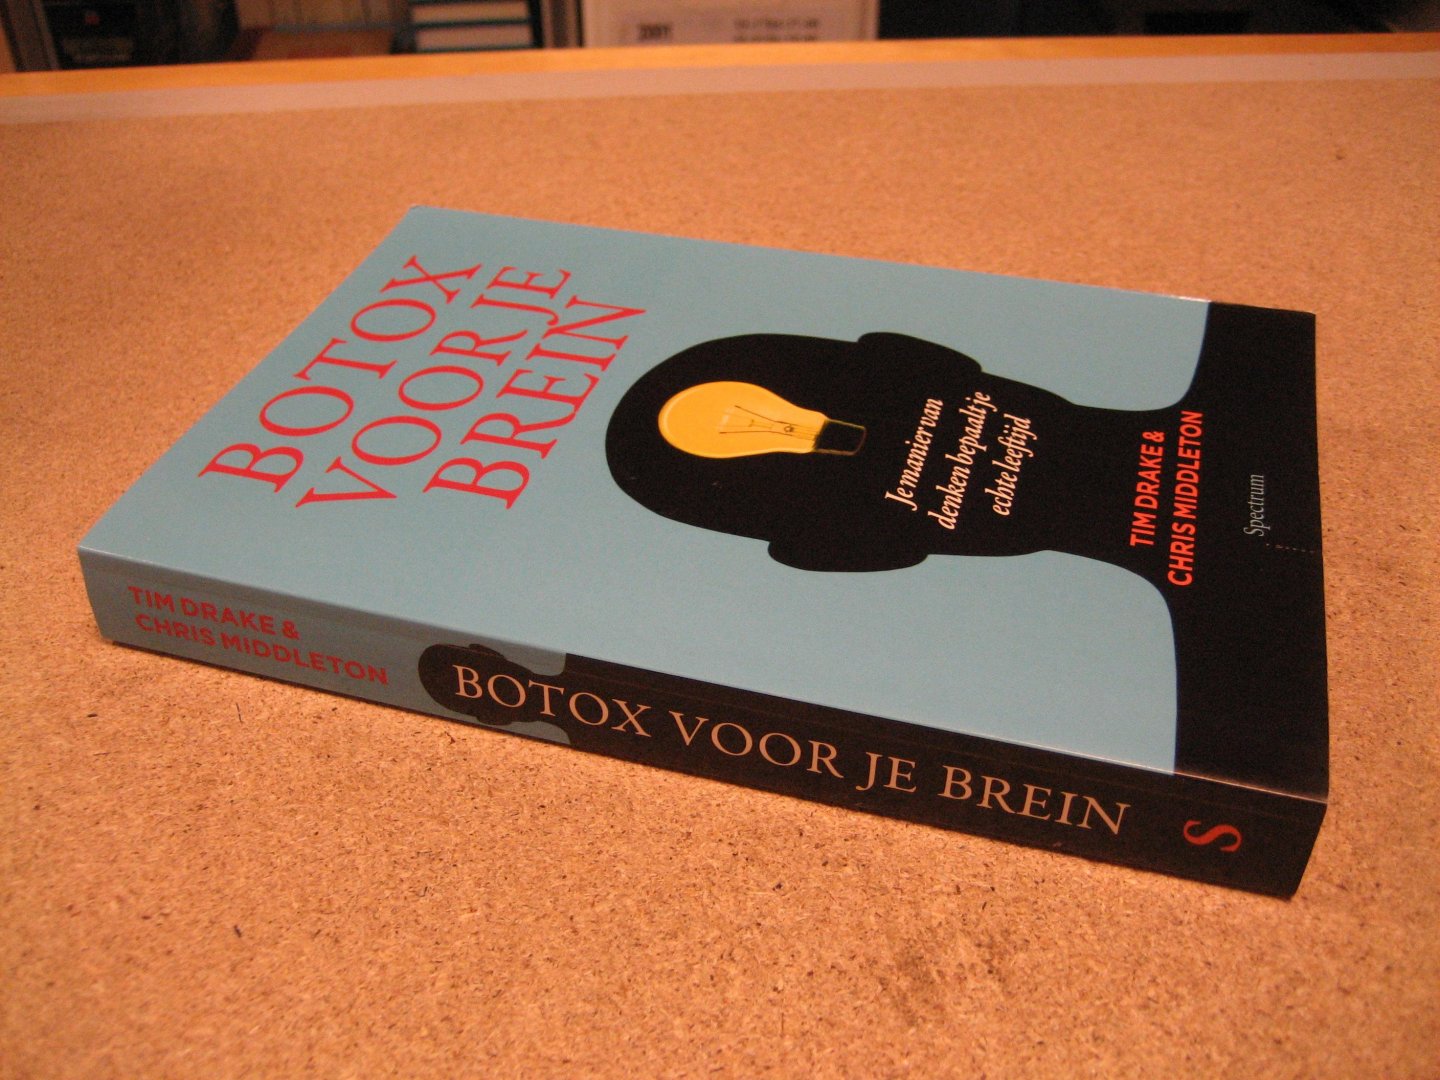 BOTOX
VOOR JE
BREIN
Je manier van
denken bepaalt je
echte leeftijd
TIM DRAKE &
CHRIS MIDDLETON
Spectrum
TIM DRAKE &
CHRIS MIDDLETON
BOTOX VOOR JE BREIN
S